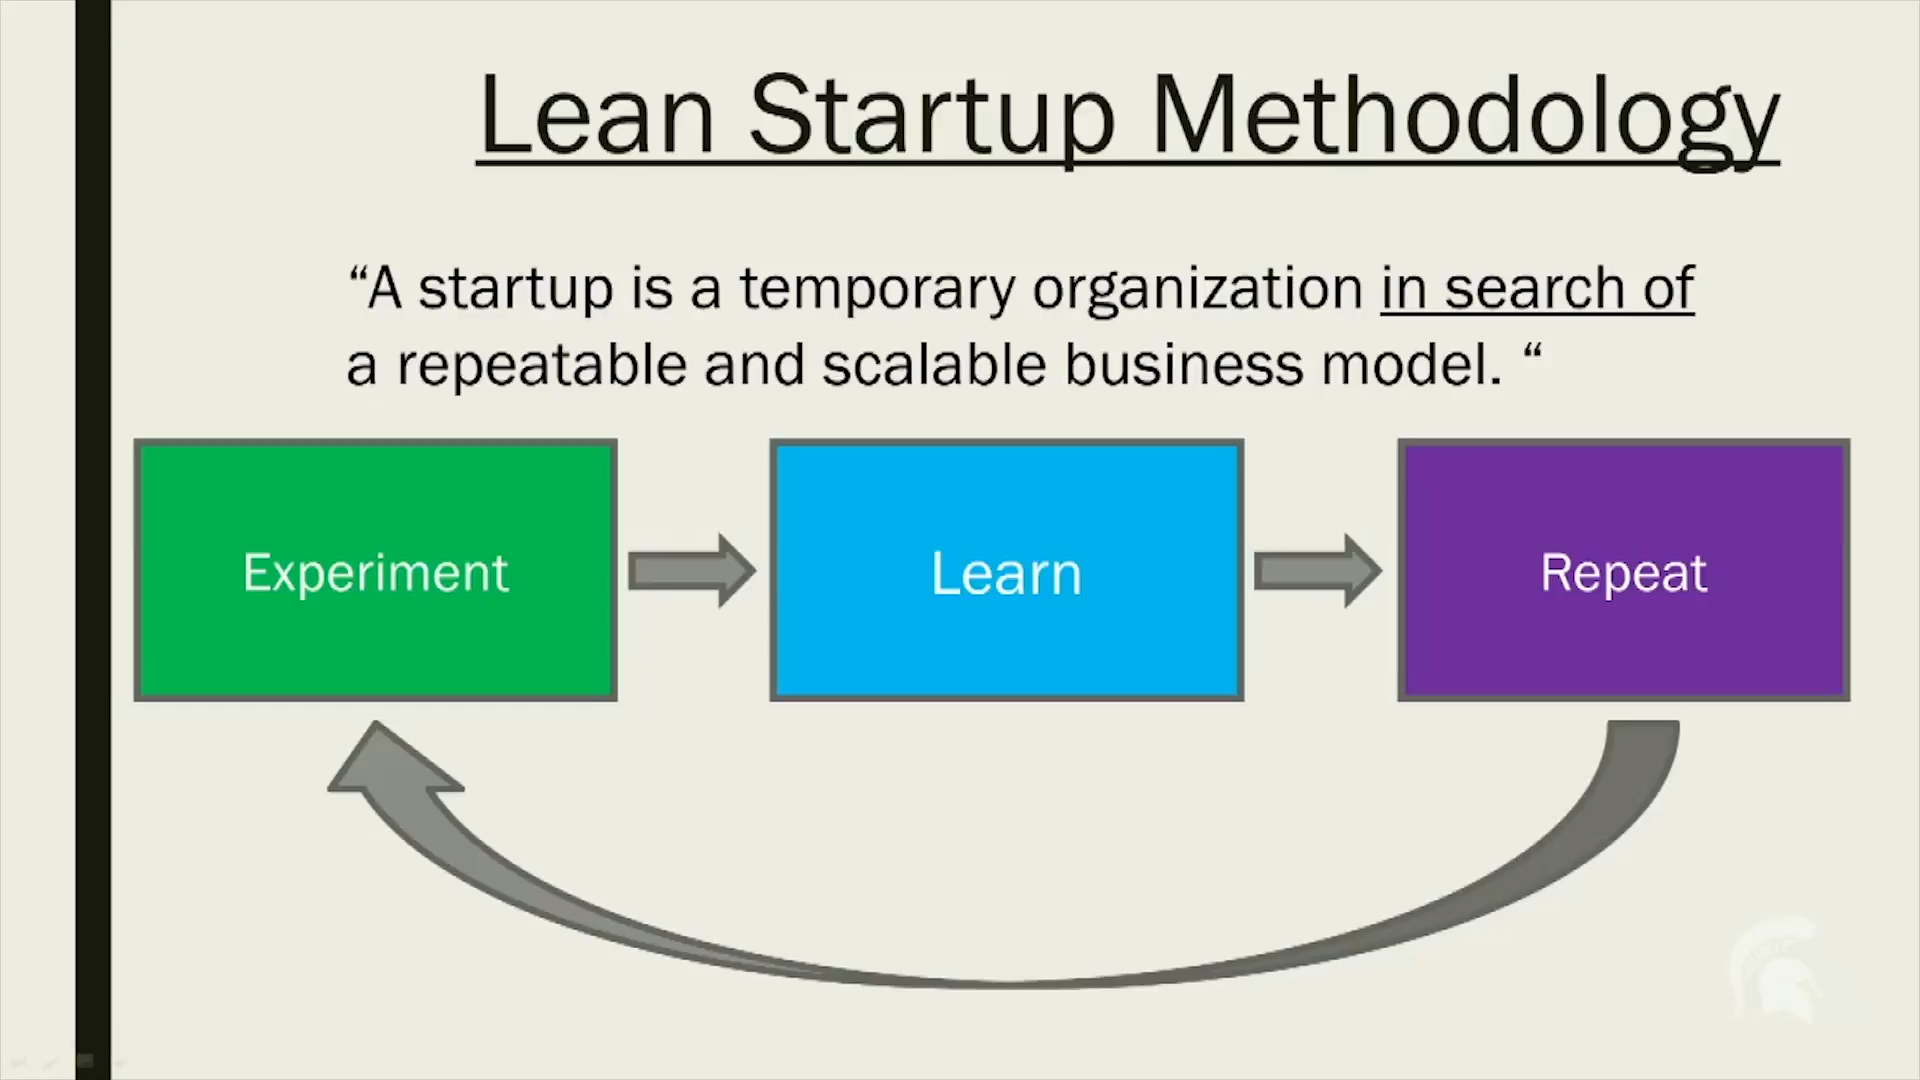 Lean Startup Methodology
“A startup is a temporary organization in search of
a repeatable and scalable business model. “
Experiment
Learn
Repeat